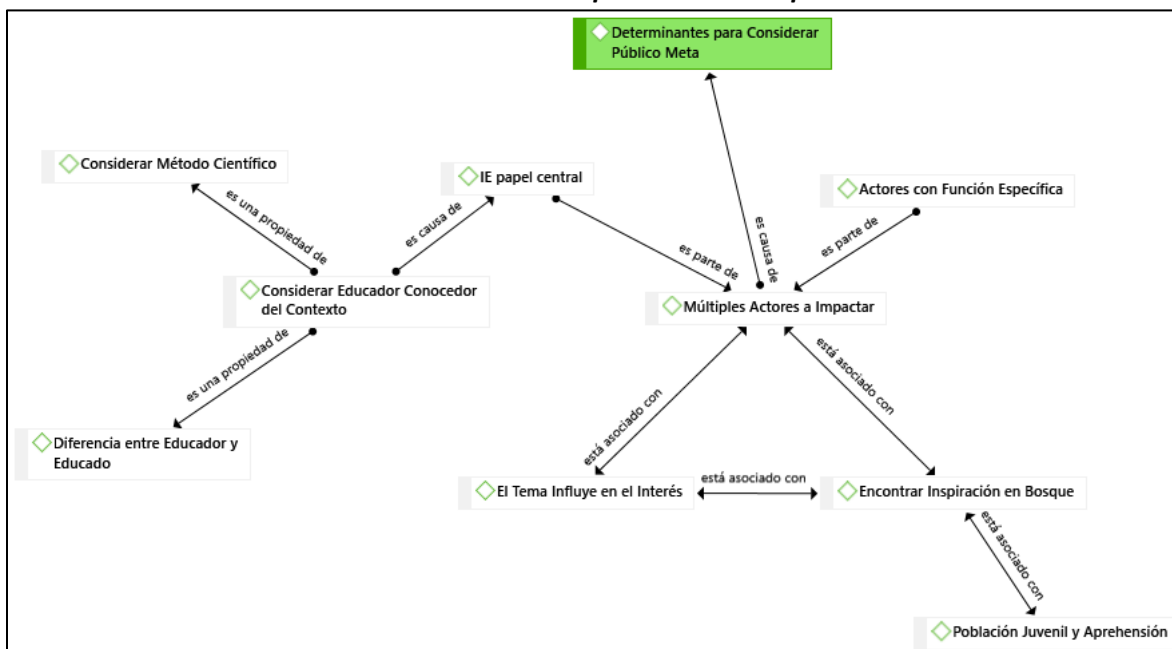 Determinantes para Considerar
Público Meta
Considerar Método Científico
IE papel central
Actores con Función Específica
es una propiedad de
es causa de
es parte de
es causa de
es parte de
Considerar Educador Conocedor
del Contexto
Múltiples Actores a Impactar
es una propiedad de
está asociado con
está asociado con
Diferencia entre Educador y
Educado
El Tema Influye en el Interés
está asociado con
Encontrar Inspiración en Bosque
está asociado con
Población Juvenil y Aprehensión